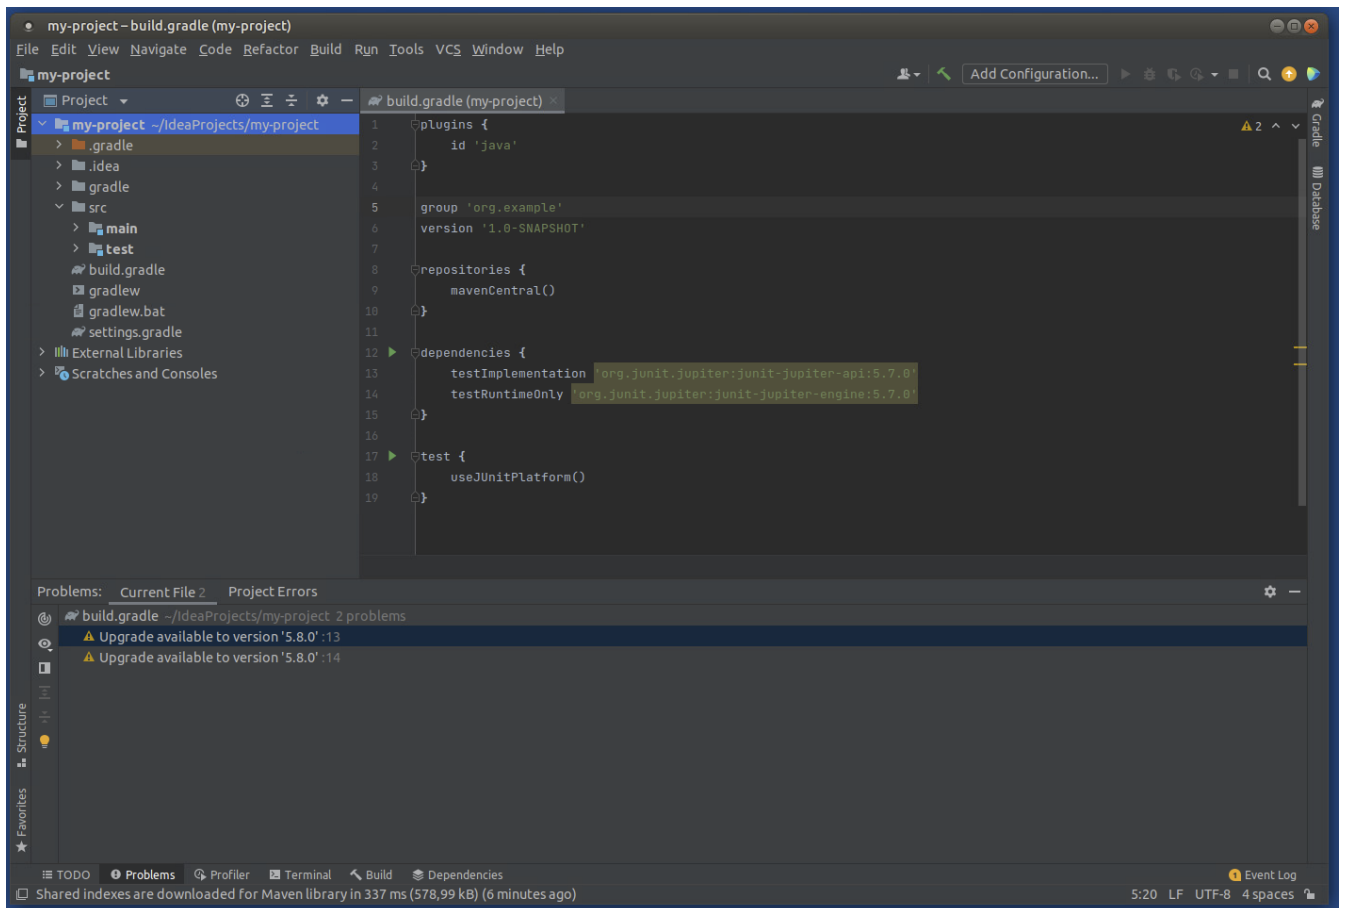 my-project – build.gradle (my-project)
File Edit View Navigate Code Refactor Build Run Tools VCS Window Help
my-project
Add Configuration...
Project
Project
build.gradle (my-project)
my-project ~/IdeaProjects/my-project
.gradle
.idea
gradle
src
main
test
build.gradle
gradlew
gradlew.bat
settings.gradle
External Libraries
Scratches and Consoles
1 plugins {
2 id 'java'
3 }
4
5 group 'org.example'
6 version '1.0-SNAPSHOT'
7
8 repositories {
9 mavenCentral()
10 }
11
12 dependencies {
13 testImplementation 'org.junit.jupiter:junit-jupiter-api:5.7.0'
14 testRuntimeOnly 'org.junit.jupiter:junit-jupiter-engine:5.7.0'
15 }
16
17 test {
18 useJUnitPlatform()
19 }
2
Gradle
Database
Problems: Current File 2 Project Errors
build.gradle ~/IdeaProjects/my-project 2 problems
Upgrade available to version '5.8.0' :13
Upgrade available to version '5.8.0' :14
Structure
Favorites
TODO Problems Profiler Terminal Build Dependencies
1 Event Log
Shared indexes are downloaded for Maven library in 337 ms (578,99 kB) (6 minutes ago)
5:20 LF UTF-8 4 spaces